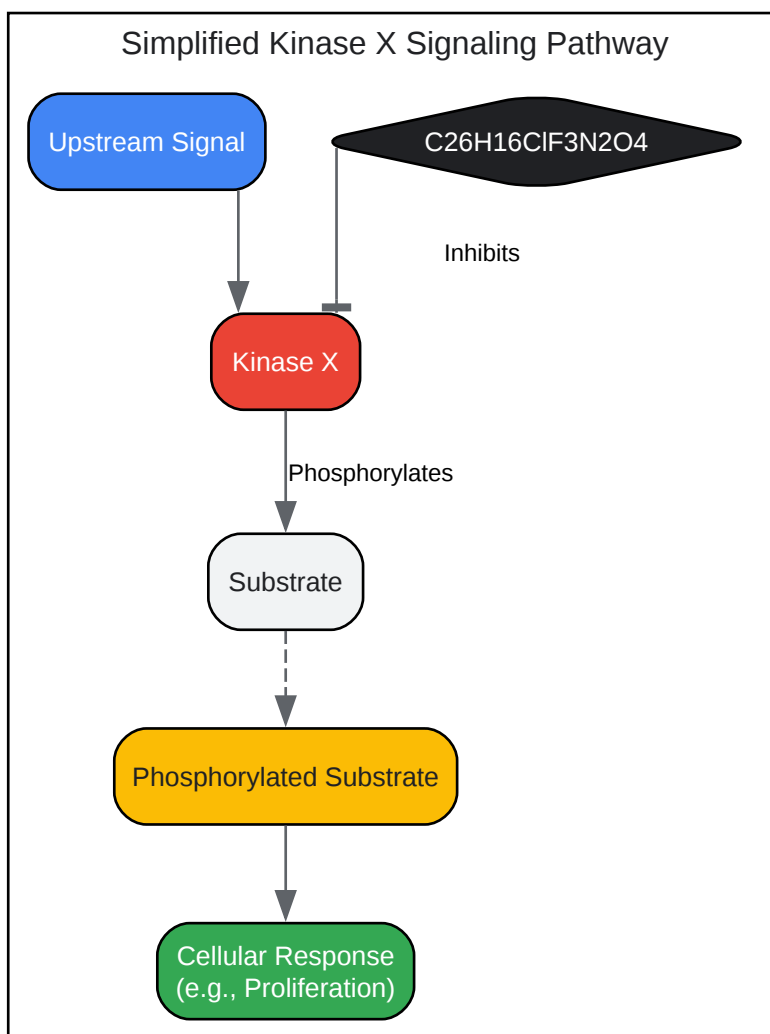 Simplified Kinase X Signaling Pathway
Upstream Signal
C26H16ClF3N2O4
Inhibits
Kinase X
Phosphorylates
Substrate
Phosphorylated Substrate
Cellular Response
(e.g., Proliferation)